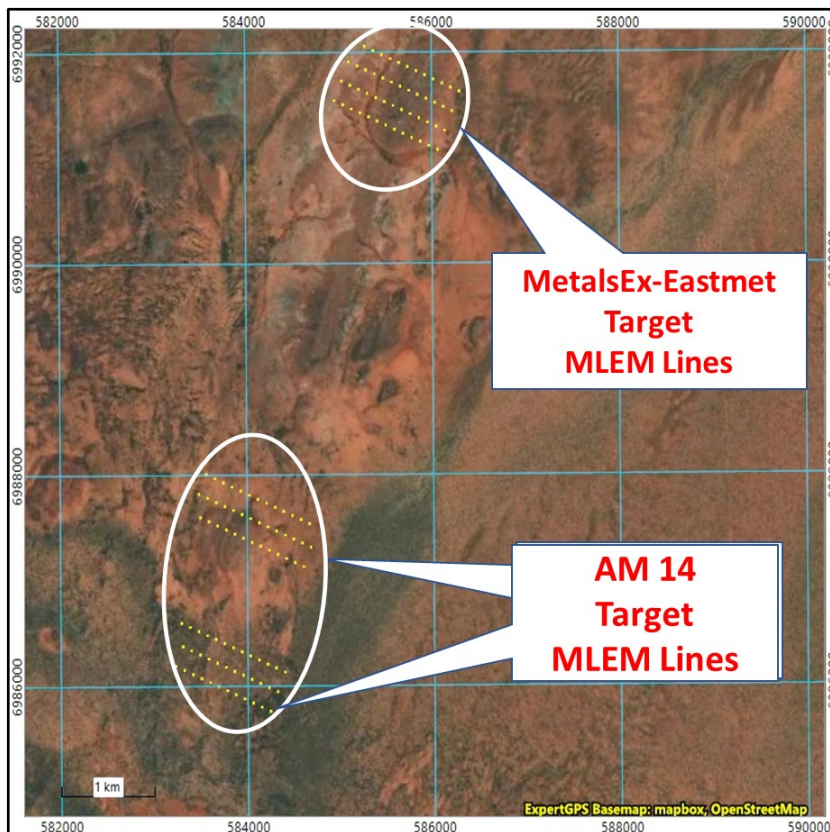 582000 584000 586000 588000 590000
6992000
6990000
6988000
6986000
MetalsEx-Eastmet
Target
MLEM Lines
AM 14
Target
MLEM Lines
1 km
ExpertGPS Basemap: mapbox, OpenStreetMap
582000 584000 586000 588000 590000